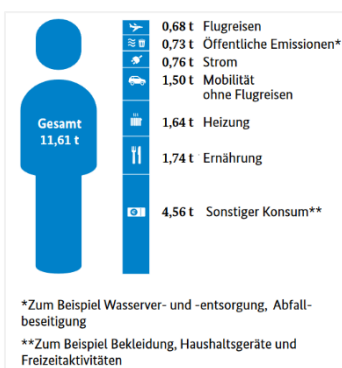 0,68 t Flugreisen
0,73 t Öffentliche Emissionen*
0,76 t Strom
1,50 t Mobilität
ohne Flugreisen
Gesamt
11,61 t
1,64 t Heizung
1,74 t Ernährung
4,56 t Sonstiger Konsum**
*Zum Beispiel Wasserver- und -entsorgung, Abfall-
beseitigung
**Zum Beispiel Bekleidung, Haushaltsgeräte und
Freizeitaktivitäten